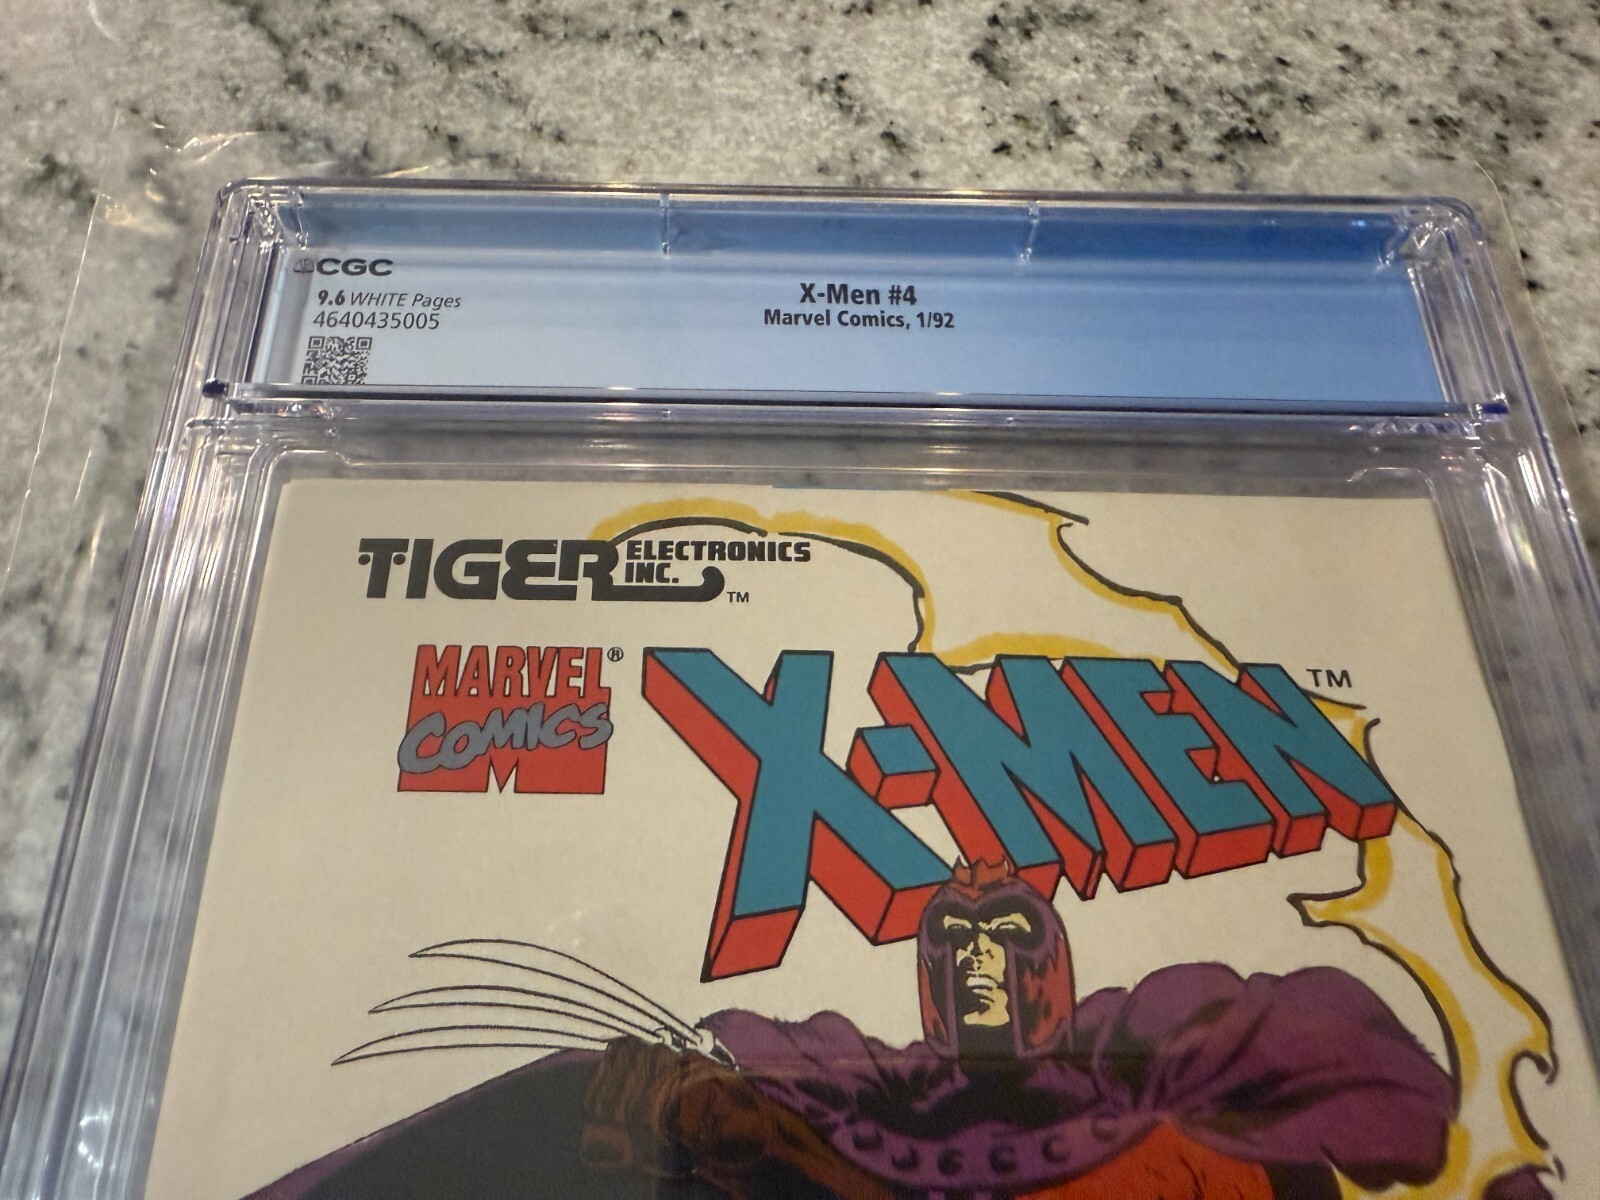 CGC
9.6 WHITE Pages
4640435005
X-Men #4
Marvel Comics, 1/92
TIGER ELECTRONICS
INC. TM
MARVEL®
COMICS
X-MEN TM